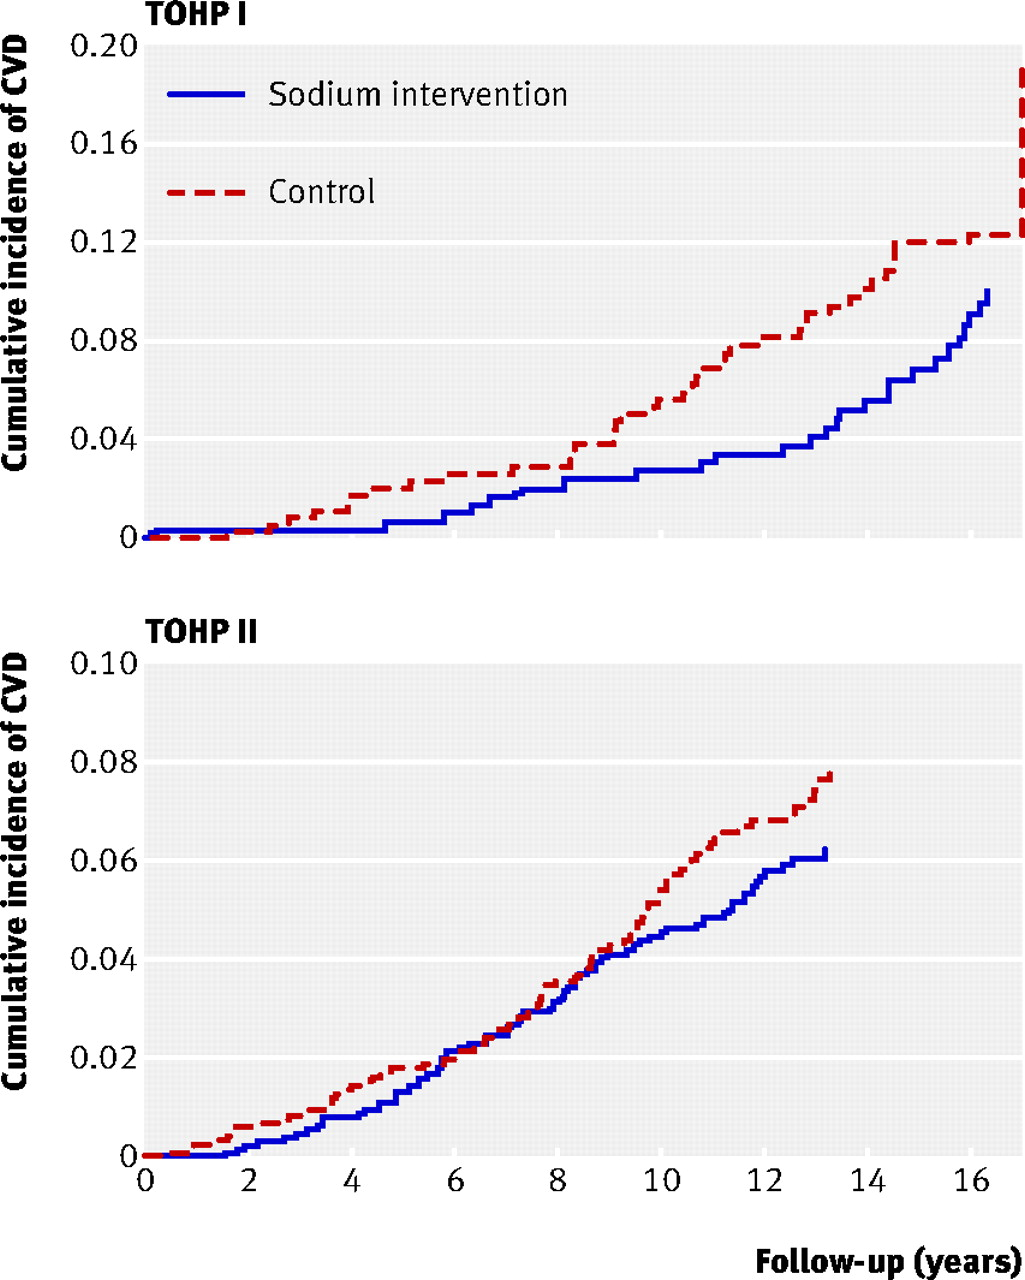 TOHP I
Cumulative incidence of CVD
0.20
0.16
0.12
0.08
0.04
0
Sodium intervention
Control
TOHP II
Cumulative incidence of CVD
0.10
0.08
0.06
0.04
0.02
0
0 2 4 6 8 10 12 14 16
Follow-up (years)